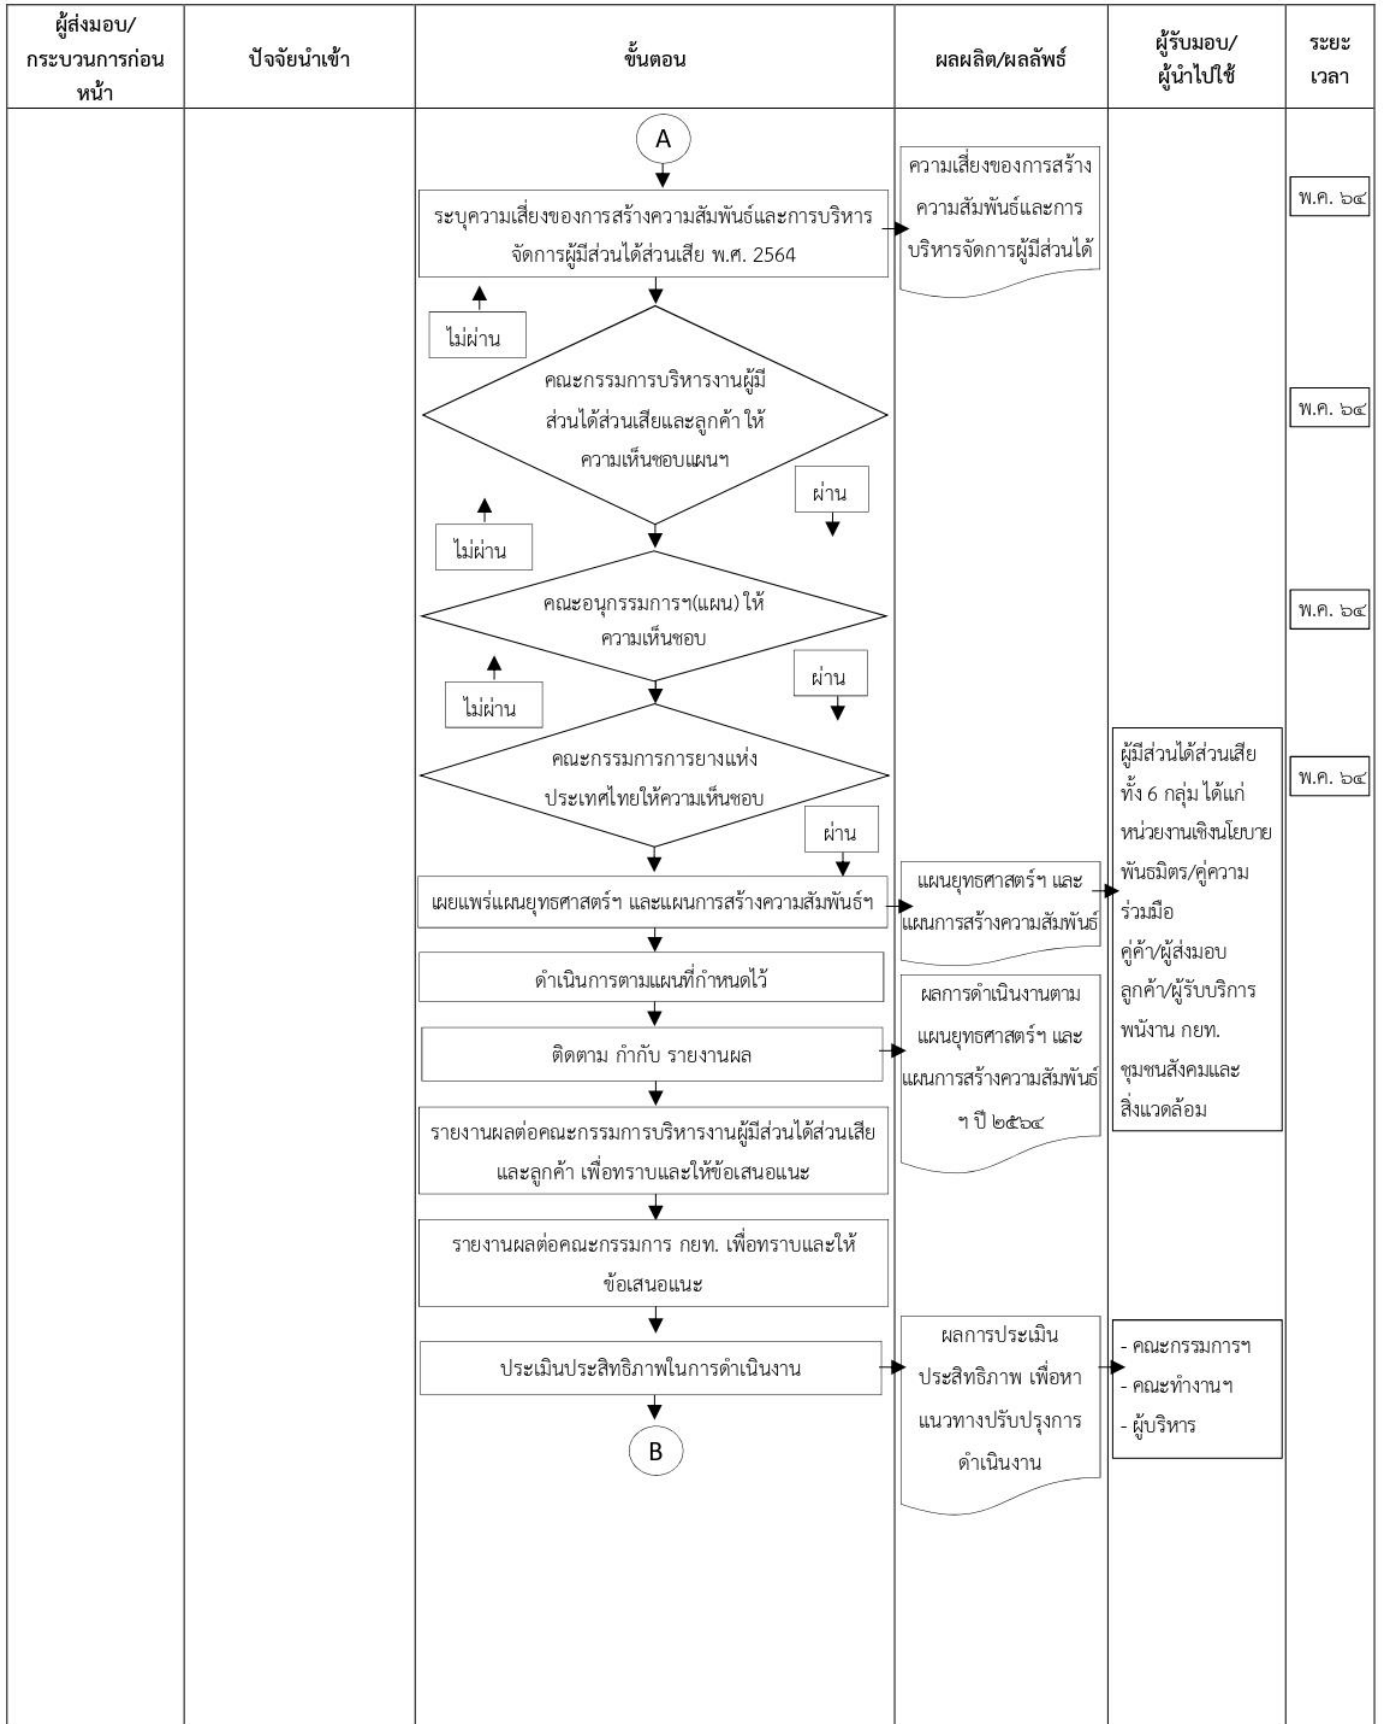 ผู้ส่งมอบ/
กระบวนการก่อน
หน้า
ปัจจัยนำเข้า
ขั้นตอน
ผลผลิต/ผลลัพธ์
ผู้รับมอบ/
ผู้นำไปใช้
ระยะ
เวลา
A
ระบุความเสี่ยงของการสร้างความสัมพันธ์และการบริหาร
จัดการผู้มีส่วนได้ส่วนเสีย พ.ศ. 2564
ความเสี่ยงของการสร้าง
ความสัมพันธ์และการ
บริหารจัดการผู้มีส่วนได้
พ.ค. ๖๔
ไม่ผ่าน
คณะกรรมการบริหารงานผู้มี
ส่วนได้ส่วนเสียและลูกค้า ให้
ความเห็นชอบแผนฯ
พ.ค. ๖๔
ผ่าน
ไม่ผ่าน
คณะอนุกรรมการฯ(แผน) ให้
ความเห็นชอบ
พ.ค. ๖๔
ผ่าน
ไม่ผ่าน
คณะกรรมการการยางแห่ง
ประเทศไทยให้ความเห็นชอบ
พ.ค. ๖๔
ผ่าน
เผยแพร่แผนยุทธศาสตร์ฯ และแผนการสร้างความสัมพันธ์ฯ
แผนยุทธศาสตร์ฯ และ
แผนการสร้างความสัมพันธ์
ผู้มีส่วนได้ส่วนเสีย
ทั้ง 6 กลุ่ม ได้แก่
หน่วยงานเชิงนโยบาย
พันธมิตร/คู่ความ
ร่วมมือ
คู่ค้า/ผู้ส่งมอบ
ลูกค้า/ผู้รับบริการ
พนังาน กยท.
ชุมชนสังคมและ
สิ่งแวดล้อม
ดำเนินการตามแผนที่กำหนดไว้
ติดตาม กำกับ รายงานผล
ผลการดำเนินงานตาม
แผนยุทธศาสตร์ฯ และ
แผนการสร้างความสัมพันธ์
ฯ ปี ๒๕๖๔
รายงานผลต่อคณะกรรมการบริหารงานผู้มีส่วนได้ส่วนเสีย
และลูกค้า เพื่อทราบและให้ข้อเสนอแนะ
รายงานผลต่อคณะกรรมการ กยท. เพื่อทราบและให้
ข้อเสนอแนะ
ประเมินประสิทธิภาพในการดำเนินงาน
ผลการประเมิน
ประสิทธิภาพ เพื่อหา
แนวทางปรับปรุงการ
ดำเนินงาน
- คณะกรรมการฯ
- คณะทำงานฯ
- ผู้บริหาร
B